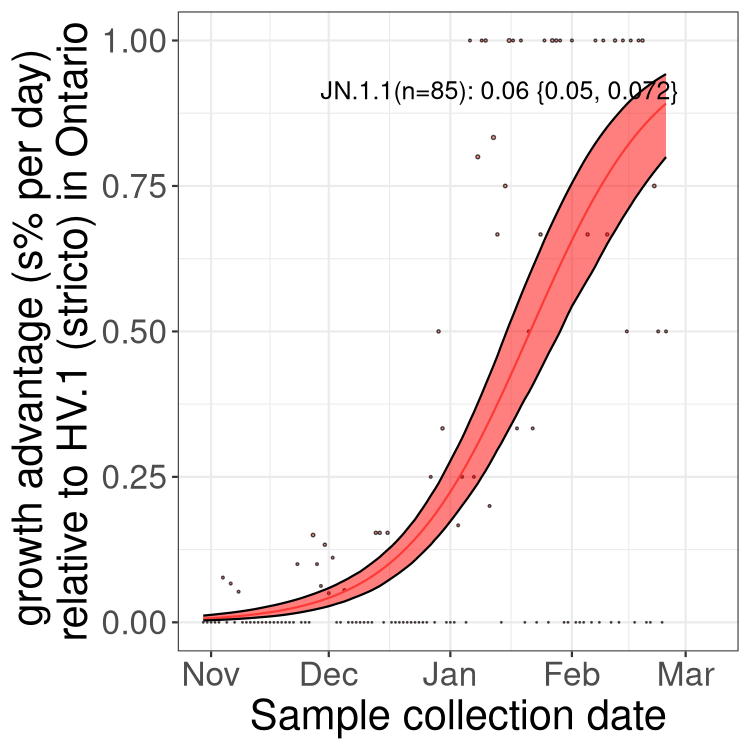 growth advantage (s% per day)
relative to HV.1 (stricto) in Ontario
1.00
0.75
0.50
0.25
0.00
JN.1.1(n=85): 0.06 {0.05, 0.072}
Nov Dec Jan Feb Mar
Sample collection date